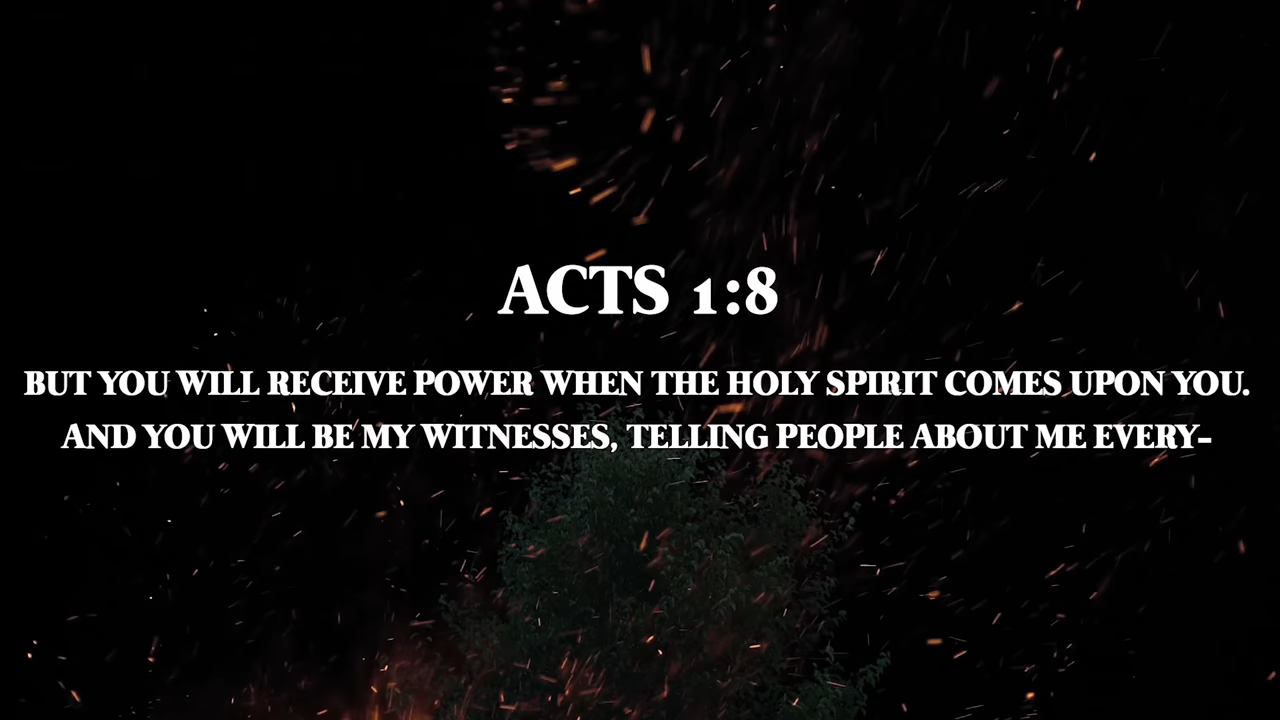 ACTS 1:8
BUT YOU WILL RECEIVE POWER WHEN THE HOLY SPIRIT COMES UPON YOU.
AND YOU WILL BE MY WITNESSES, TELLING PEOPLE ABOUT ME EVERY-